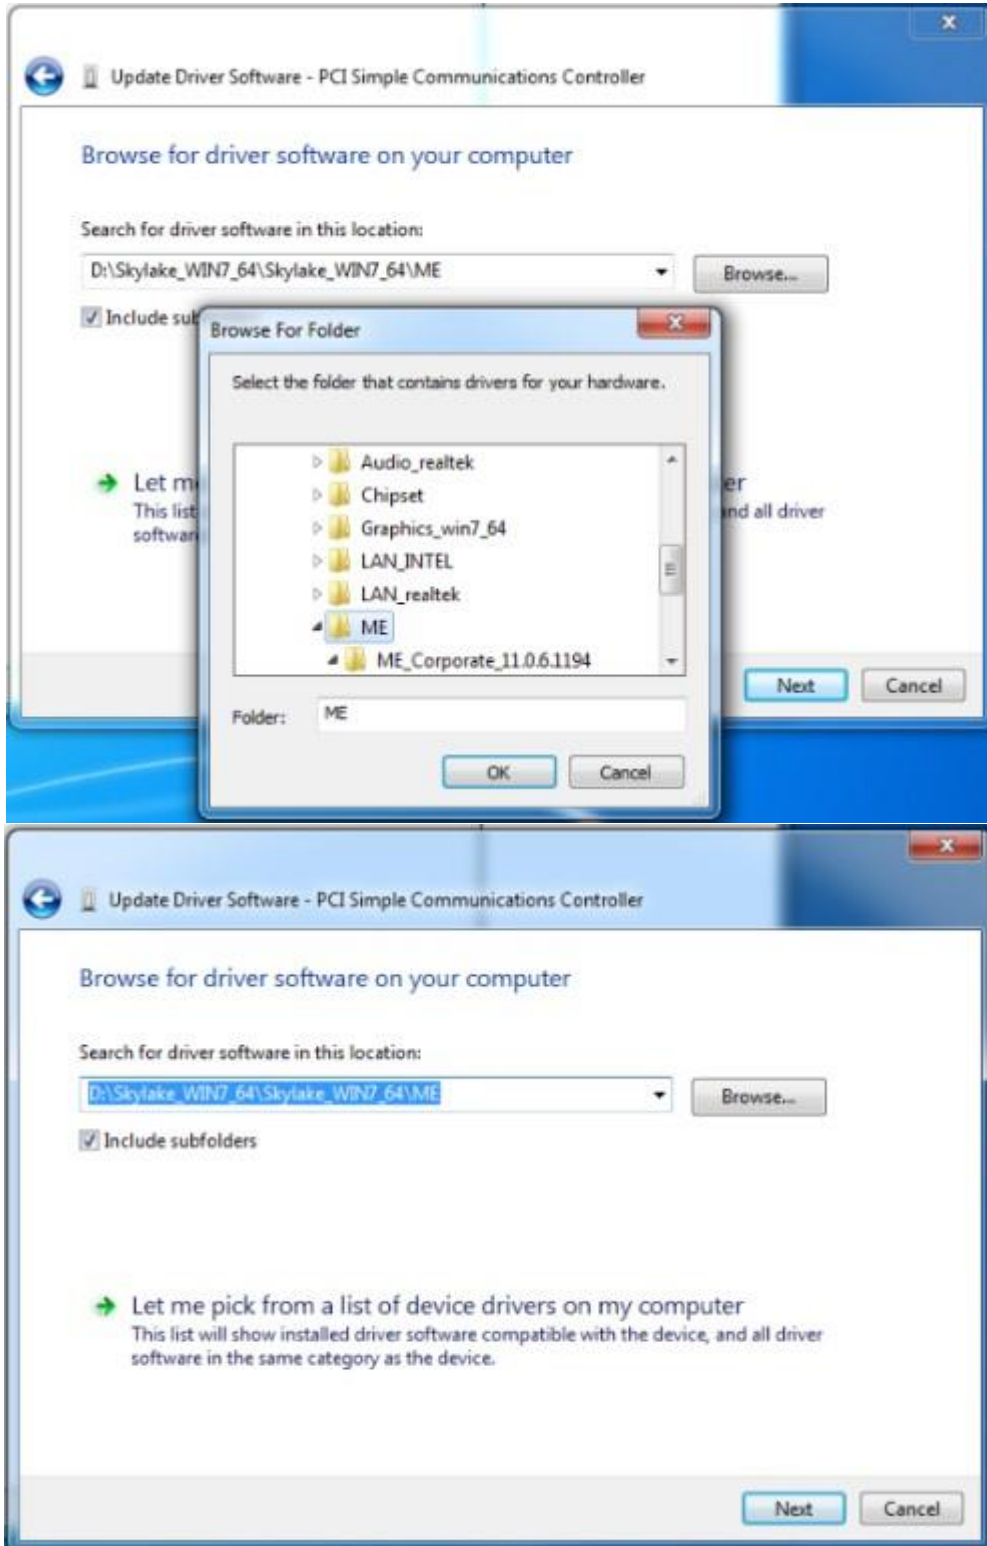 Update Driver Software - PCI Simple Communications Controller
Browse for driver software on your computer
Search for driver software in this location:
D:\Skylake_WIN7_64\Skylake_WIN7_64\ME
Browse...
Include sub
Browse For Folder
Select the folder that contains drivers for your hardware.
Audio_realtek
Chipset
Graphics_win7_64
LAN_INTEL
LAN_realtek
ME
ME_Corporate_11.0.6.1194
Let m
er
This list
and all driver
softwar
Folder:
ME
OK
Cancel
Next
Cancel
Update Driver Software - PCI Simple Communications Controller
Browse for driver software on your computer
Search for driver software in this location:
D:\Skylake_WIN7_64\Skylake_WIN7_64\ME
Browse...
Include subfolders
Let me pick from a list of device drivers on my computer
This list will show installed driver software compatible with the device, and all driver
software in the same category as the device.
Next
Cancel